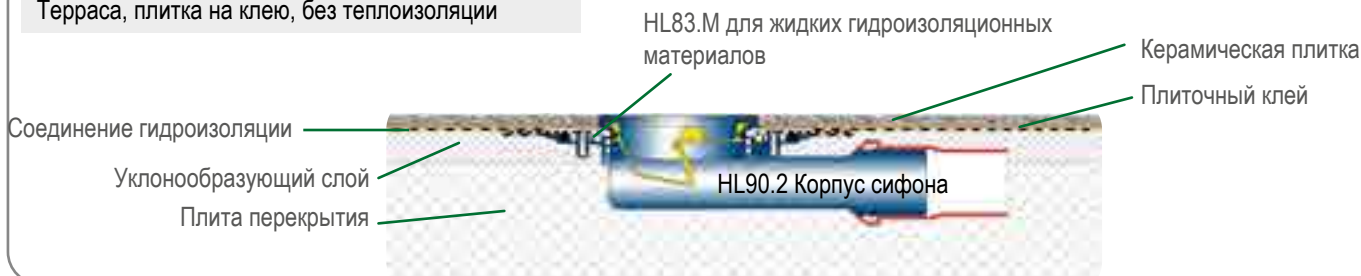 Терраса, плитка на клею, без теплоизоляции
HL83.M для жидких гидроизоляционных
материалов
Керамическая плитка
Плиточный клей
Соединение гидроизоляции
Уклонообразующий слой
HL90.2 Корпус сифона
Плита перекрытия